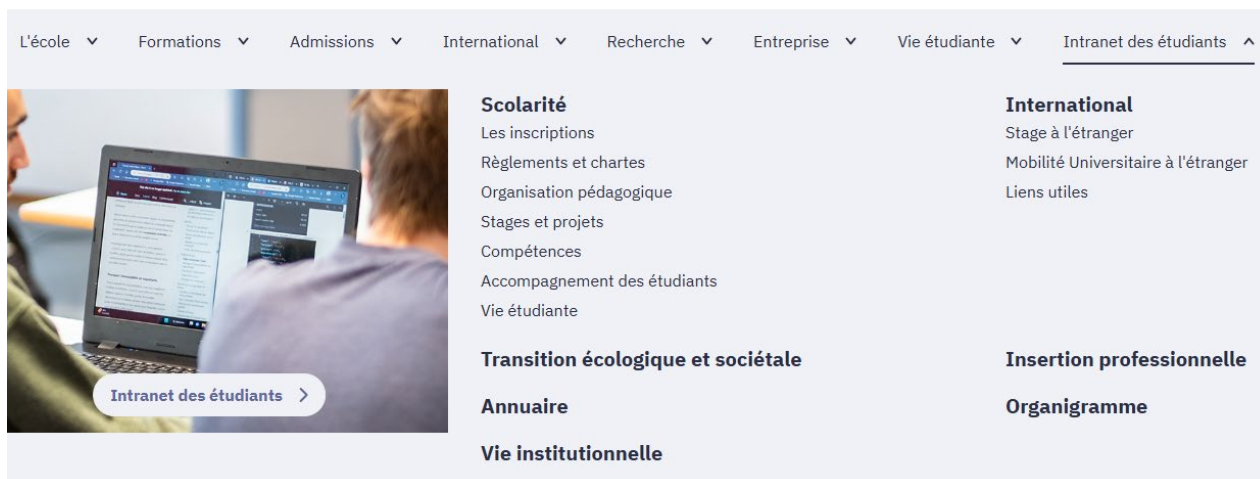 L'école
Formations
Admissions
International
Recherche
Entreprise
Vie étudiante
Intranet des étudiants
Scolarité
Les inscriptions
Règlements et chartes
Organisation pédagogique
Stages et projets
Compétences
Accompagnement des étudiants
Vie étudiante
International
Stage à l'étranger
Mobilité Universitaire à l'étranger
Liens utiles
Transition écologique et sociétale
Insertion professionnelle
Annuaire
Organigramme
Vie institutionnelle
Intranet des étudiants